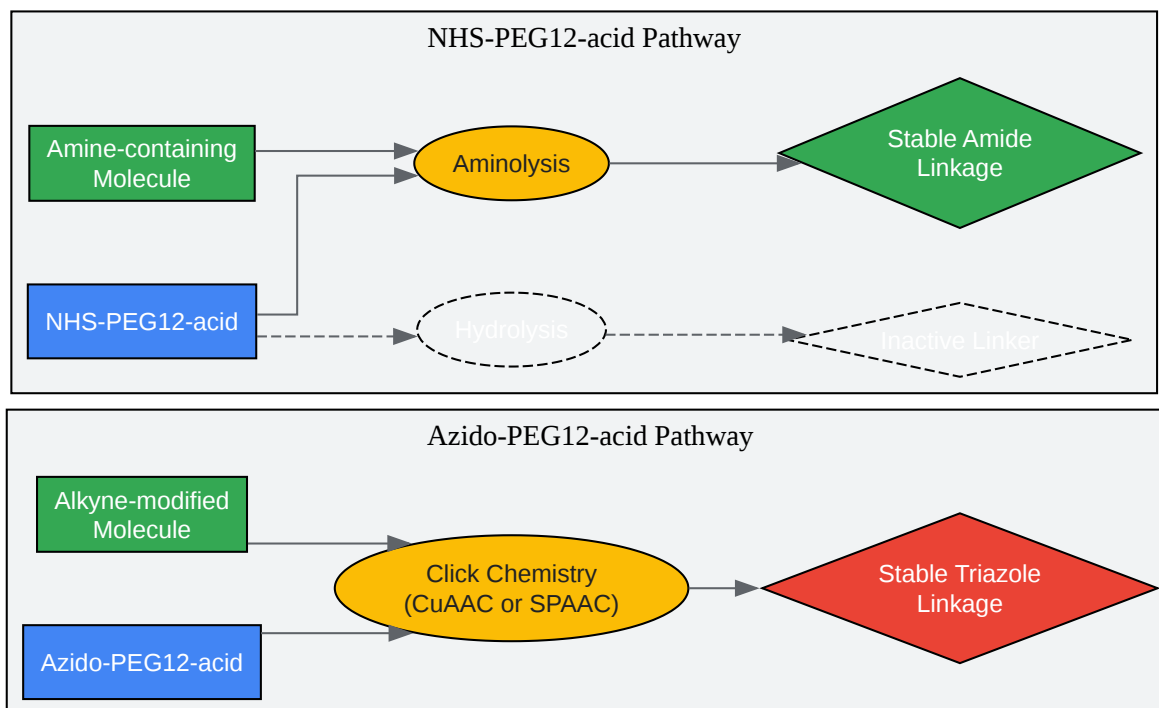 NHS-PEG12-acid Pathway
Amine-containing
Molecule
Aminolysis
Stable Amide
Linkage
NHS-PEG12-acid
Hydrolysis
Inactive Linker
Azido-PEG12-acid Pathway
Alkyne-modified
Molecule
Click Chemistry
(CuAAC or SPAAC)
Stable Triazole
Linkage
Azido-PEG12-acid